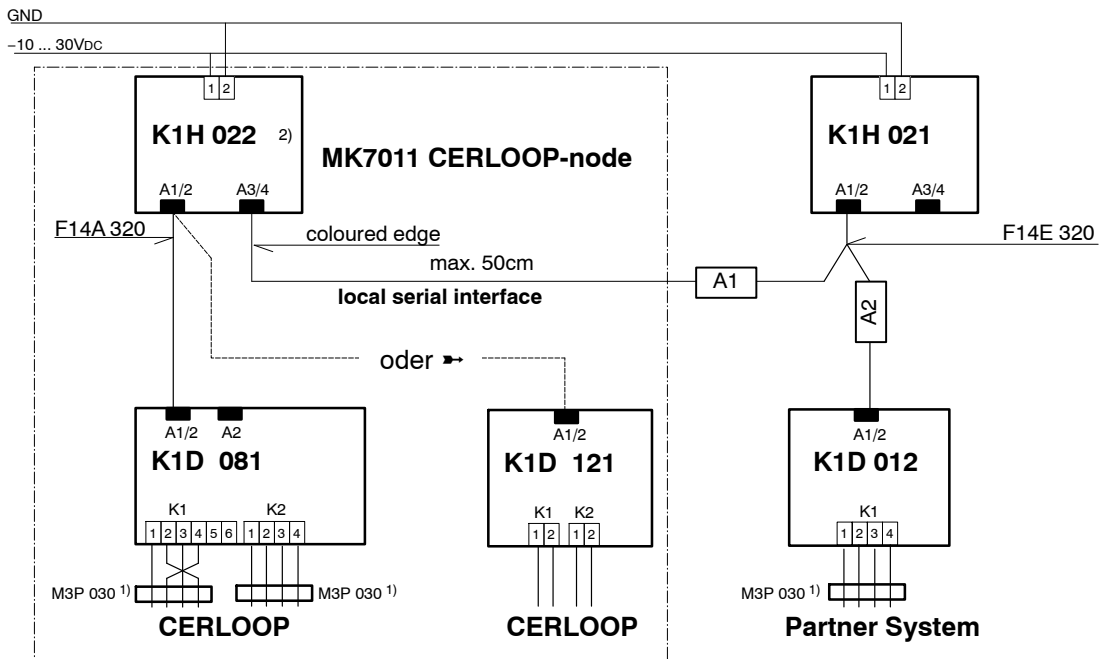 GND
–10 ... 30VDC
1 2
1 2
K1H 022 2)
K1H 021
MK7011 CERLOOP-node
A1/2 A3/4
A1/2 A3/4
F14A 320
coloured edge
F14E 320
max. 50cm
A1
local serial interface
A2
oder ➵
A1/2 A2
A1/2
A1/2
K1D 081
K1D 121
K1D 012
K1 K2
K1 K2
K1
1 2 3 4 5 6 1 2 3 4
1 2 1 2
1 2 3 4
M3P 030 1)
M3P 030 1)
M3P 030 1)
CERLOOP
CERLOOP
Partner System